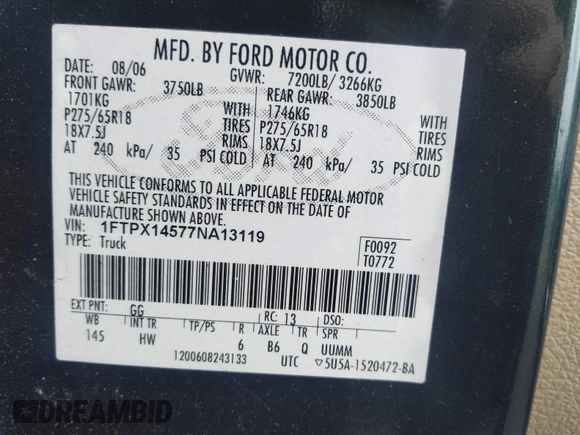 MFD. BY FORD MOTOR CO.
DATE: 08/06 GVWR: 7200LB/ 3266KG
FRONT GAWR: 3750LB REAR GAWR: 3850LB
1701KG WITH 1746KG WITH
P275/65R18 TIRES P275/65R18 TIRES
18X7.5J RIMS 18X7.5J RIMS
AT 240 kPa/ 35 PSI COLD AT 240 kPa/ 35 PSI COLD
THIS VEHICLE CONFORMS TO ALL APPLICABLE FEDERAL MOTOR
VEHICLE SAFETY STANDARDS IN EFFECT ON THE DATE OF
MANUFACTURE SHOWN ABOVE.
VIN: 1FTPX14577NA13119
TYPE: Truck
F0092
T0772
EXT PNT: GG RC: 13 DSO:
WB INT TR TP/PS R AXLE TR SPR
145 HW 6 B6 Q UUMM
1200608243133 UTC ▽5U5A-1520472-BA
Ford
DREAMBID